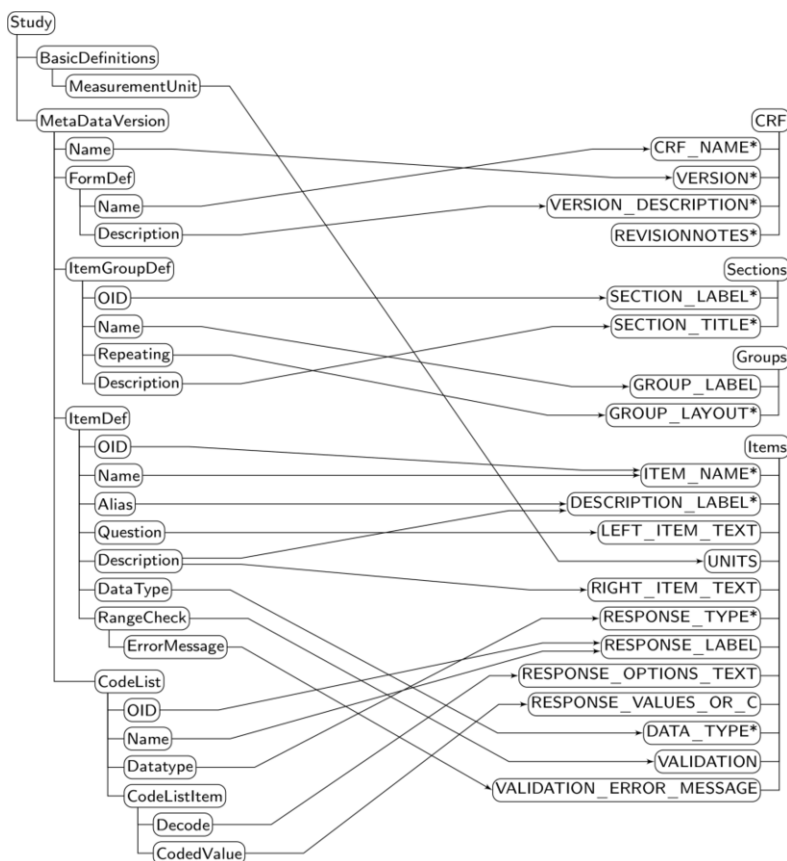 Study
BasicDefinitions
MeasurementUnit
MetaDataVersion
Name
FormDef
Name
Description
ItemGroupDef
OID
Name
Repeating
Description
ItemDef
OID
Name
Alias
Question
Description
DataType
RangeCheck
ErrorMessage
CodeList
OID
Name
Datatype
CodeListItem
Decode
CodedValue
CRF
CRF_NAME*
VERSION*
VERSION_DESCRIPTION*
REVISIONNOTES*
Sections
SECTION_LABEL*
SECTION_TITLE*
Groups
GROUP_LABEL
GROUP_LAYOUT*
Items
ITEM_NAME*
DESCRIPTION_LABEL*
LEFT_ITEM_TEXT
UNITS
RIGHT_ITEM_TEXT
RESPONSE_TYPE*
RESPONSE_LABEL
RESPONSE_OPTIONS_TEXT
RESPONSE_VALUES_OR_C
DATA_TYPE*
VALIDATION
VALIDATION_ERROR_MESSAGE